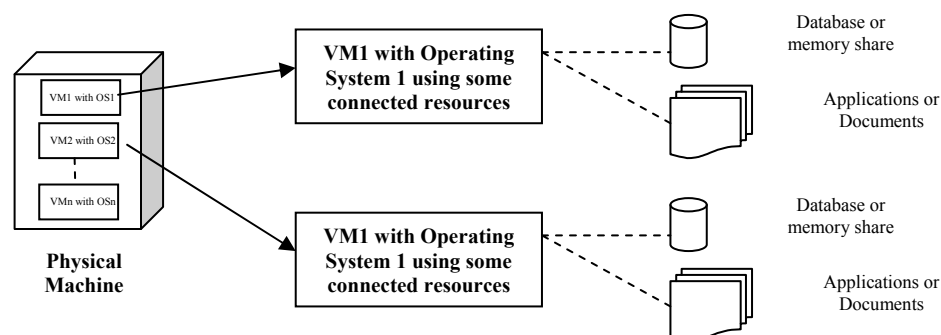 VM1 with OS1
VM2 with OS2
VMn with OSn
Physical
Machine
VM1 with Operating
System 1 using some
connected resources
Database or
memory share
Applications or
Documents
VM1 with Operating
System 1 using some
connected resources
Database or
memory share
Applications or
Documents